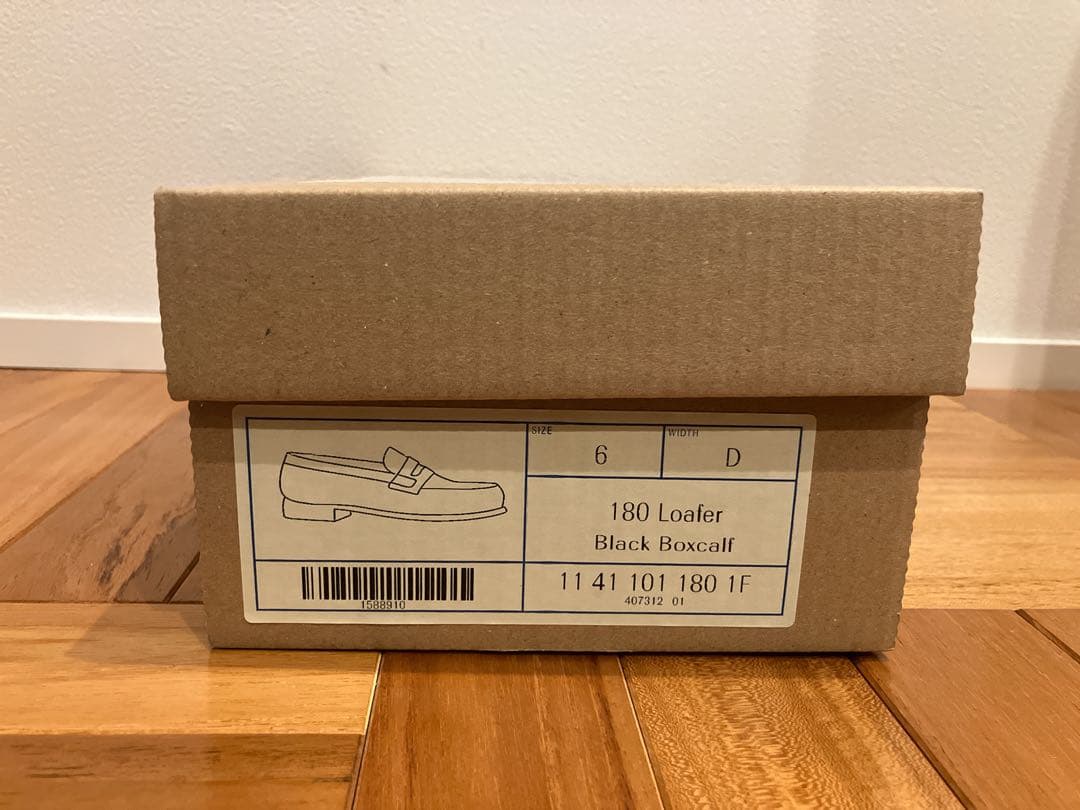 SIZE
6
WIDTH
D
180 Loafer
Black Boxcalf
1588910
11 41 101 180 1F
407312 01